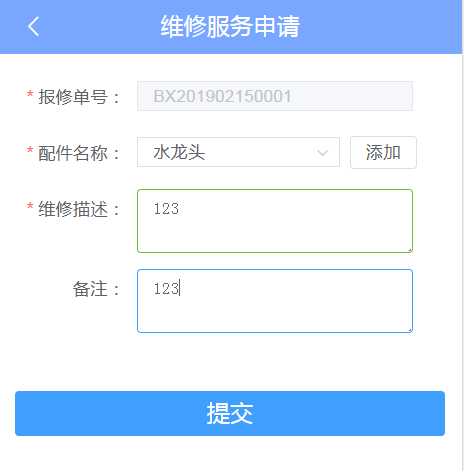 维修服务申请
* 报修单号： BX201902150001
* 配件名称： 水龙头 添加
* 维修描述： 123
备注： 123
提交